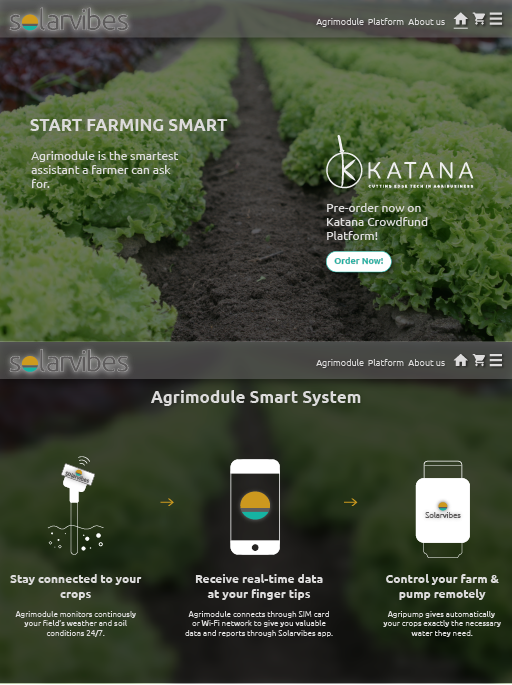 solarvibes
Agrimodule Platform About us
START FARMING SMART
Agrimodule is the smartest
assistant a farmer can ask
for.
KATANA
CUTTING EDGE TECH IN AGRIBUSINESS
Pre-order now on
Katana Crowdfund
Platform!
Order Now!
solarvibes
Agrimodule Platform About us
Agrimodule Smart System
solarvibes
Solarvibes
Stay connected to your
crops
Agrimodule monitors continously
your field's weather and soil
conditions 24/7.
Receive real-time data
at your finger tips
Agrimodule connects through SIM card
or Wi-Fi network to give you valuable
data and reports through Solarvibes app.
Control your farm &
pump remotely
Agripump gives automatically
your crops exactly the necessary
water they need.